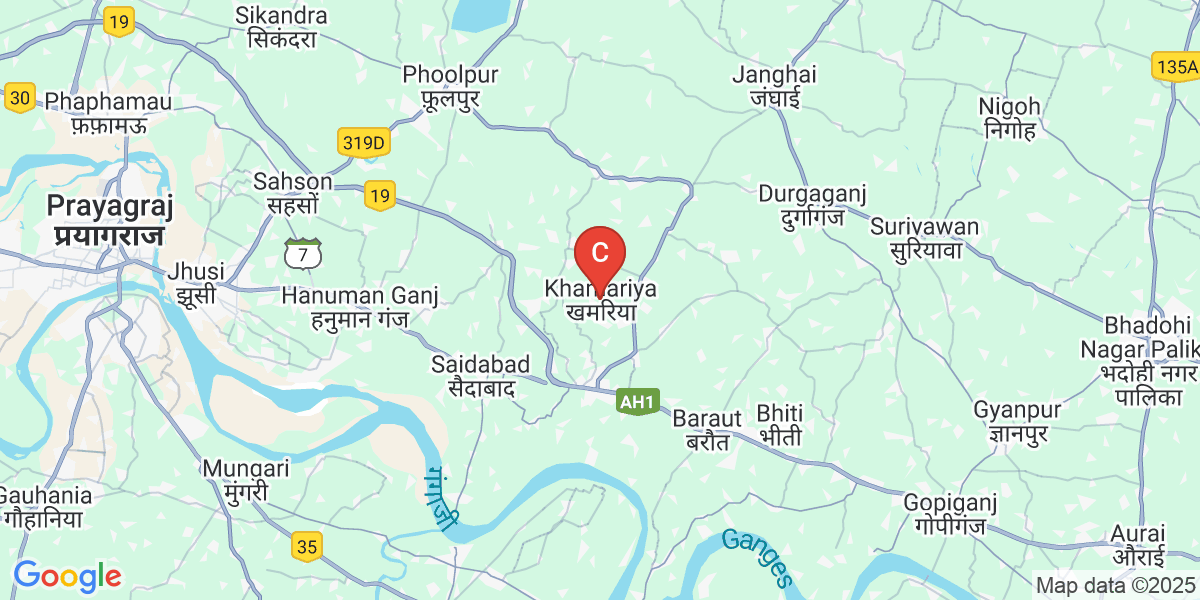 Sikandra
सिकंदरा
19
Phoolpur
फूलपुर
Janghai
जंघाई
135A
30
Phaphamau
फ़फ़ामऊ
Nigoh
निगोह
319D
Sahson
सहसों
19
Prayagraj
प्रयागराज
Durgaganj
दुर्गागंज
Surivawan
सुरियावा
7
C
Jhusi
झूसी
Hanuman Ganj
हनुमान गंज
खमरिया
Bhadohi
Nagar Palik
भदोही नगर
पालिका
Saidabad
सैदाबाद
AH1
Baraut
बरौत
Bhiti
भीती
Gyanpur
ज्ञानपुर
Mungari
मुंगरी
गंगा जी
Gauhania
गौहानिया
Gopiganj
गोपीगंज
35
Ganges
Aurai
औराई
Google
Map data ©2025